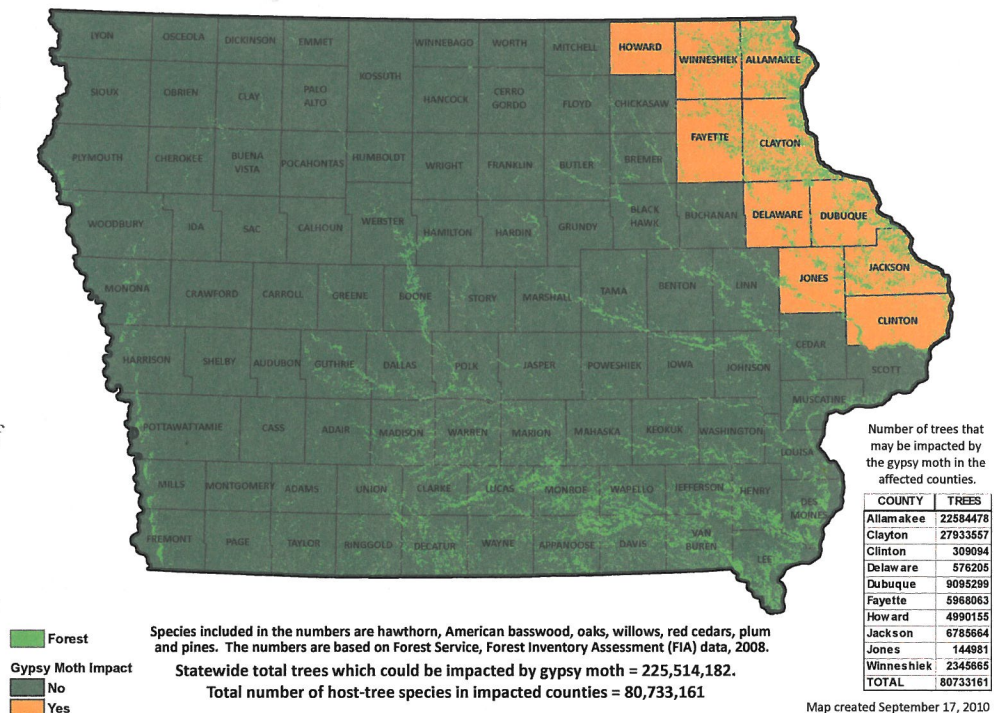 LYON OSCEOLA DICKINSON EMMET WINNEBAGO WORTH MITCHELL HOWARD WINNESHIEK ALLAMAKEE
KOSSUTH
SIOUX OBRIEN CLAY PALO ALTO HANCOCK CERRO GORDO FLOYD CHICKASAW
FAYETTE CLAYTON
PLYMOUTH CHEROKEE BUENA VISTA POCAHONTAS HUMBOLDT WRIGHT FRANKLIN BUTLER BREMER
WOODBURY IDA SAC CALHOUN WEBSTER HAMILTON HARDIN GRUNDY BLACK HAWK BUCHANAN DELAWARE DUBUQUE
MONONA CRAWFORD CARROLL GREENE BOONE STORY MARSHALL TAMA BENTON LINN JONES JACKSON
CLINTON
HARRISON SHELBY AUDUBON GUTHRIE DALLAS POLK JASPER POWESHIEK IOWA JOHNSON CEDAR SCOTT
MUSCATINE
POTTAWATTAMIE CASS ADAIR MADISON WARREN MARION MAHASKA KEOKUK WASHINGTON LOUISA
MILLS MONTGOMERY ADAMS UNION CLARKE LUCAS MONROE WAPELLO JEFFERSON HENRY DES MOINES
FREMONT PAGE TAYLOR RINGGOLD DECATUR WAYNE APPANOOSE DAVIS VAN BUREN LEE
Number of trees that
may be impacted by
the gypsy moth in the
affected counties.
COUNTY TREES
Allamakee 22584478
Clayton 27933557
Clinton 309094
Delaware 576205
Dubuque 9095299
Fayette 5968063
Howard 4990155
Jackson 6785664
Jones 144981
Winneshiek 2345665
TOTAL 80733161
Forest
Gypsy Moth Impact
No
Yes
Species included in the numbers are hawthorn, American basswood, oaks, willows, red cedars, plum
and pines. The numbers are based on Forest Service, Forest Inventory Assessment (FIA) data, 2008.
Statewide total trees which could be impacted by gypsy moth = 225,514,182.
Total number of host-tree species in impacted counties = 80,733,161
Map created September 17, 2010